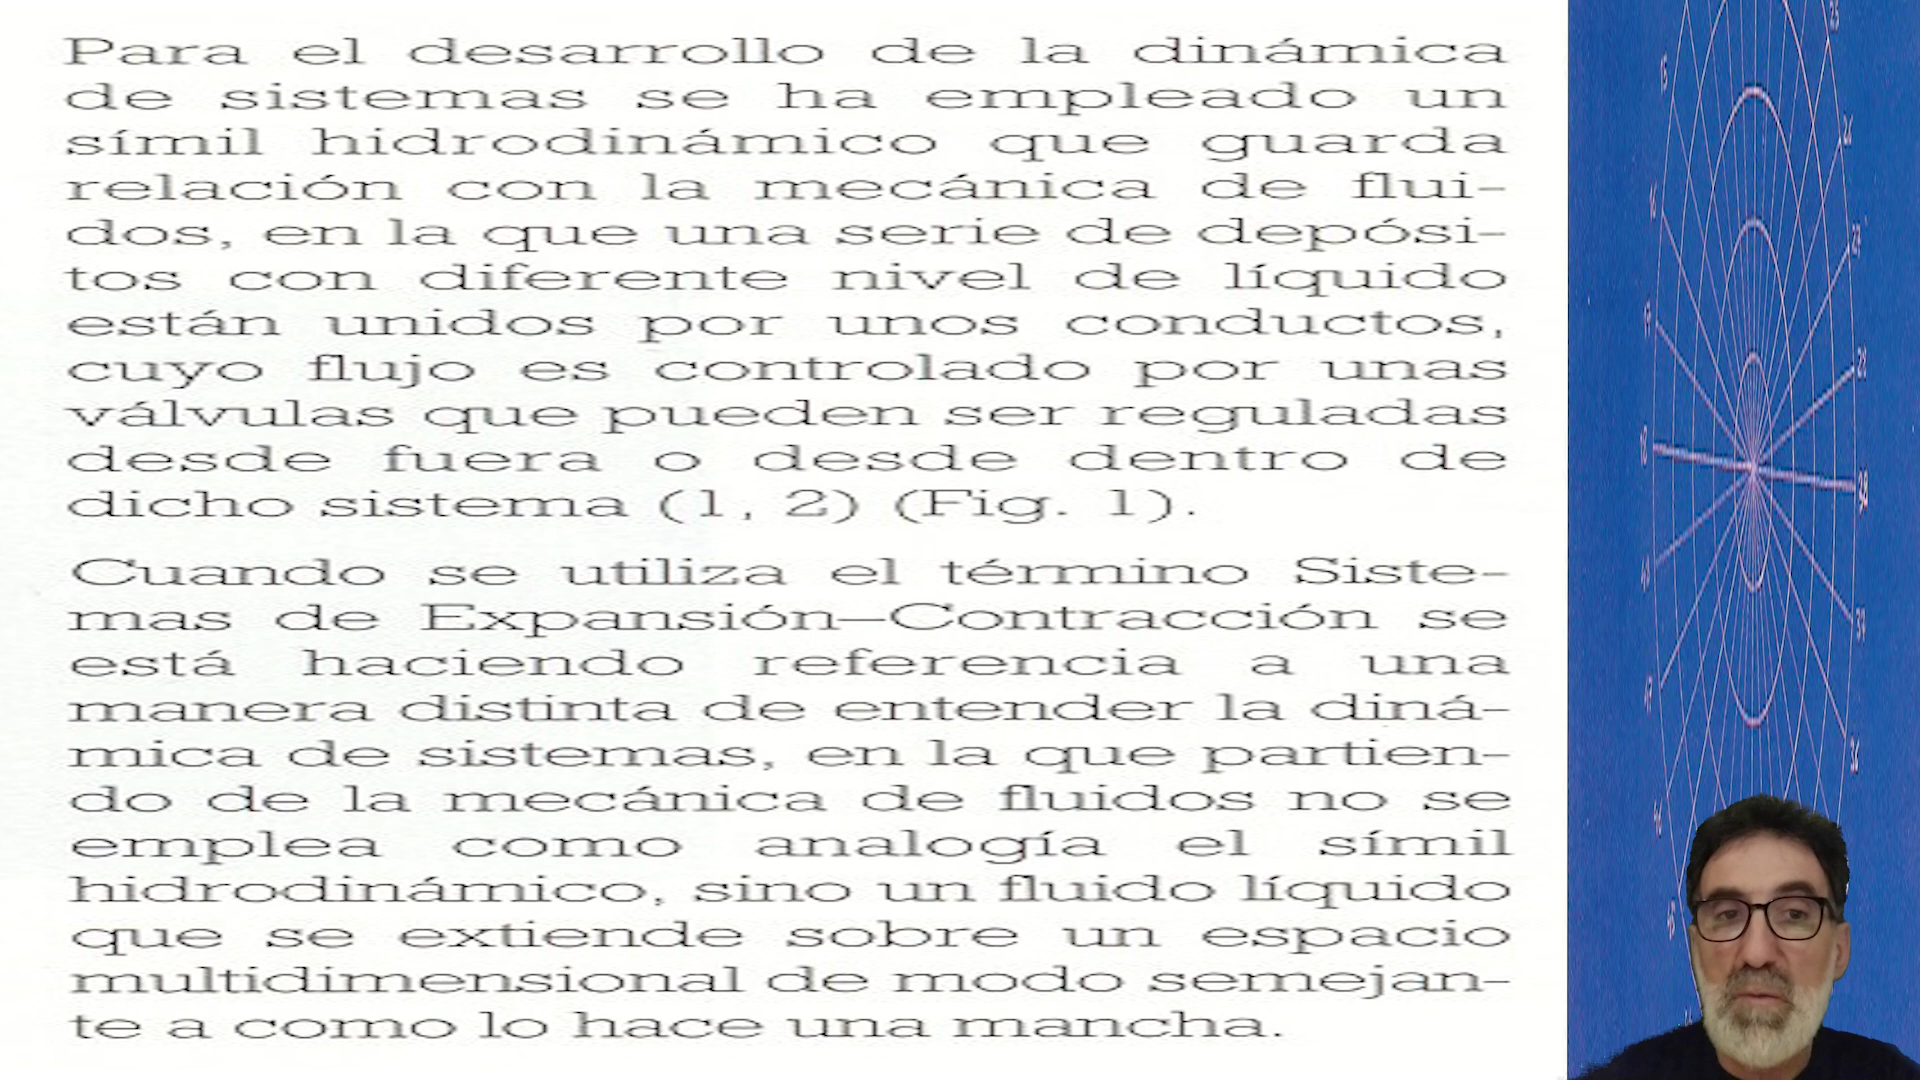 Para el desarrollo de la dinámica
de sistemas se ha empleado un
símil hidrodinámico que guarda
relación con la mecánica de flui-
dos, en la que una serie de depósi-
tos con diferente nivel de líquido
están unidos por unos conductos,
cuyo flujo es controlado por unas
válvulas que pueden ser reguladas
desde fuera o desde dentro de
dicho sistema (1, 2) (Fig. 1).
Cuando se utiliza el término Siste-
mas de Expansión—Contracción se
está haciendo referencia a una
manera distinta de entender la diná-
mica de sistemas, en la que partien-
do de la mecánica de fluidos no se
emplea como analogía el símil
hidrodinámico, sino un fluido líquido
que se extiende sobre un espacio
multidimensional de modo semejan-
te a como lo hace una mancha.